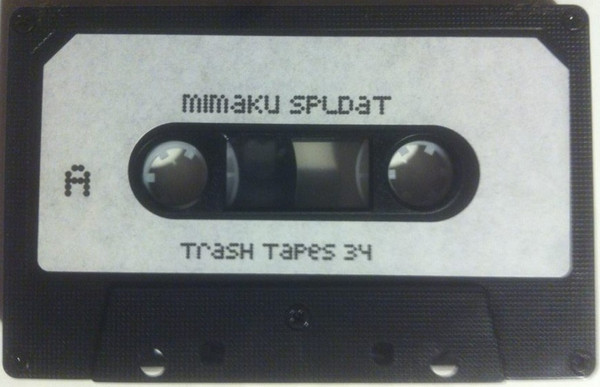 MIMAKU SPLDAT
Ä
TRASH TAPES 34